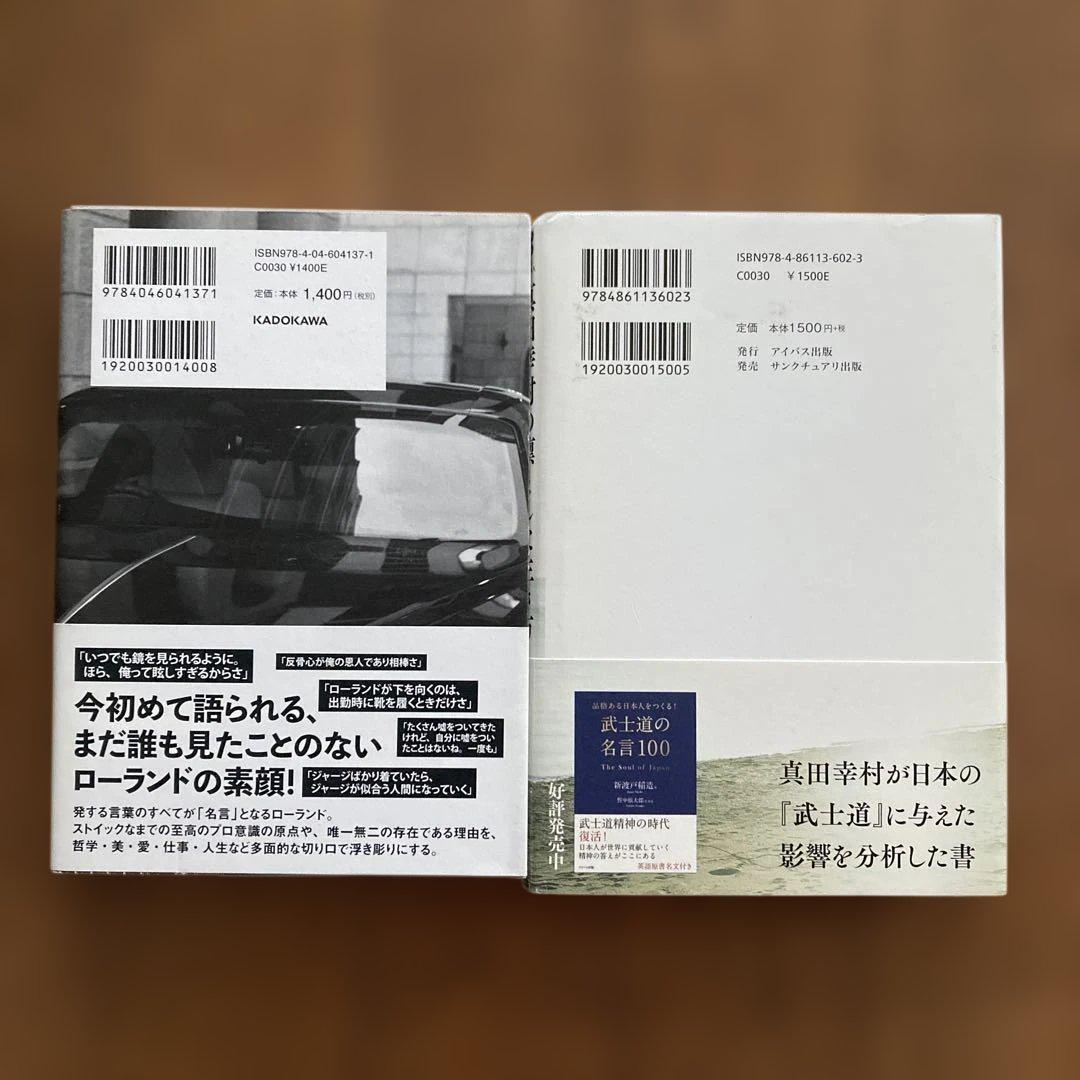 ISBN978-4-04-604137-1
C0030 ¥1400E
定価:本体 1,400円(税別)
KADOKAWA
9784046041371
1920030014008
「いつでも鏡を見られるように。
ほら、俺って眩しすぎるからさ」
「反骨心が俺の恩人であり相棒さ」
「ローランドが下を向くのは、
出勤時に靴を履くときだけさ」
「たくさん嘘をついてきた
けれど、自分に嘘をつい
たことはないね。一度も」
「ジャージばかり着ていたら、
ジャージが似合う人間になっていく」
今初めて語られる、
まだ誰も見たことのない
ローランドの素顔!
発する言葉のすべてが「名言」となるローランド。
ストイックなまでの至高のプロ意識の原点や、唯一無二の存在である理由を、
哲学・美・愛・仕事・人生など多面的な切り口で浮き彫りにする。
ISBN978-4-86113-602-3
C0030 ¥1500E
9784861136023
1920030015005
定価 本体1500円+税
発行 アイバス出版
発売 サンクチュアリ出版
品格ある日本人をつくる!
武士道の
名言100
The Soul of Japan
新渡戸稲造
武士道精神の時代
復活!
日本人が世界に貢献していく
精神の答えがここにある
英語原書名文付き
好評発売中
真田幸村が日本の
『武士道』に与えた
影響を分析した書